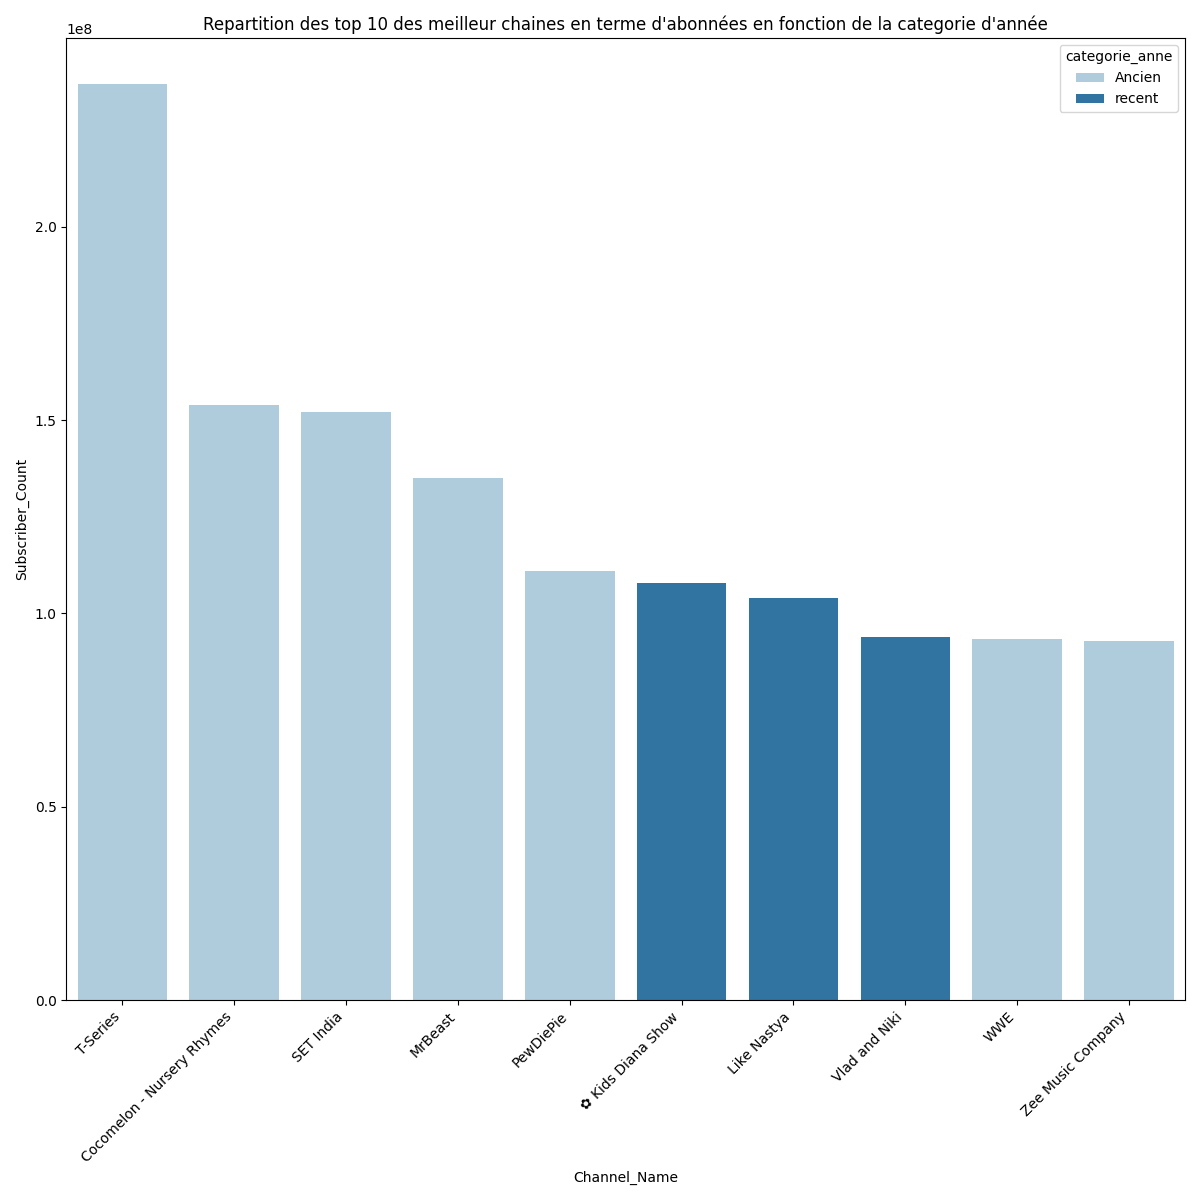 Repartition des top 10 des meilleur chaines en terme d'abonnées en fonction de la categorie d'année
1e8
categorie_anne
Ancien
recent
2.0
1.5
1.0
0.5
0.0
Subscriber_Count
T-Series
Cocomelon - Nursery Rhymes
SET India
MrBeast
PewDiePie
✿ Kids Diana Show
Like Nastya
Vlad and Niki
WWE
Zee Music Company
Channel_Name